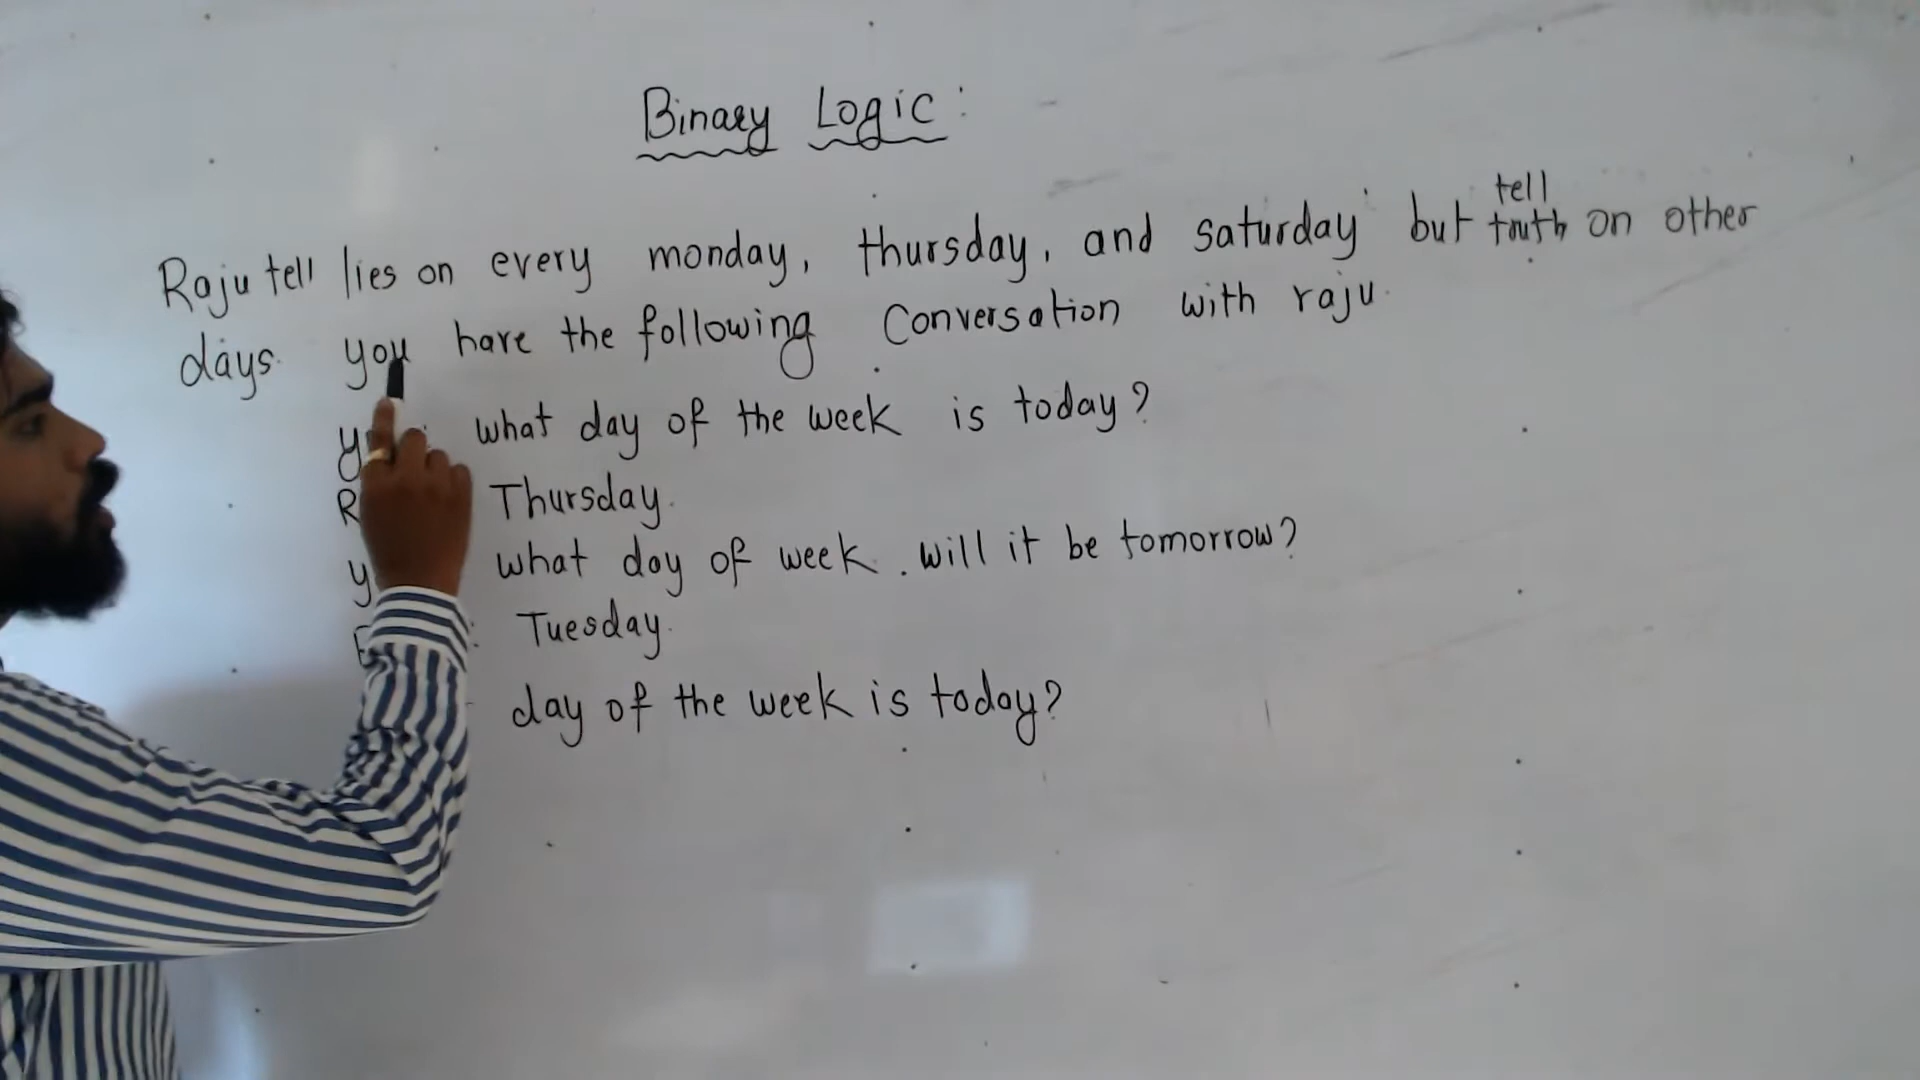 Binary Logic:
Raju tell lies on every monday, thursday, and saturday but tell truth on other
days. you have the following Conversation with raju.
what day of the week is today?
Thursday.
what day of week. will it be tomorrow?
Tuesday.
day of the week is today?